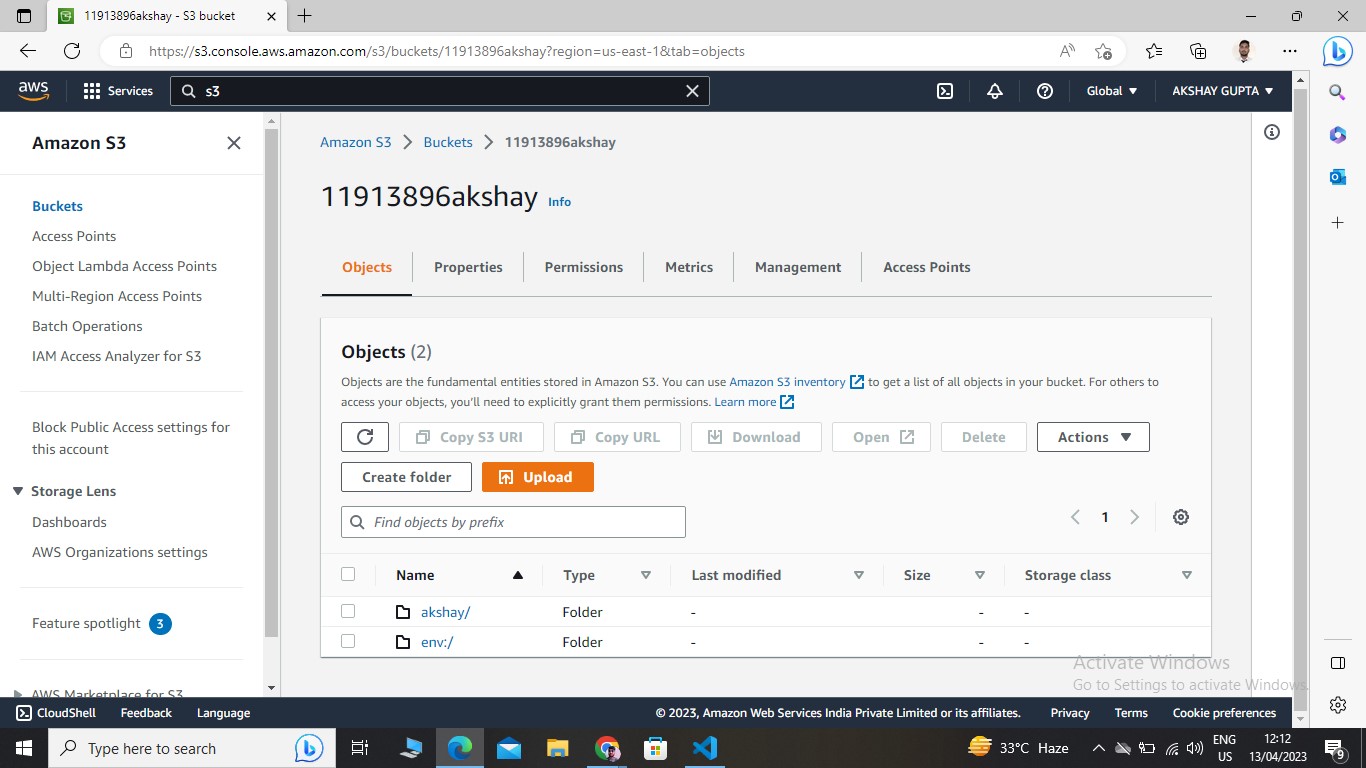 11913896akshay - S3 bucket
https://s3.console.aws.amazon.com/s3/buckets/11913896akshay?region=us-east-1&tab=objects
aws
Services
s3
Global
AKSHAY GUPTA
Amazon S3
Buckets
Access Points
Object Lambda Access Points
Multi-Region Access Points
Batch Operations
IAM Access Analyzer for S3
Block Public Access settings for
this account
Storage Lens
Dashboards
AWS Organizations settings
Feature spotlight 3
AWS Marketplace for S3
Amazon S3 > Buckets > 11913896akshay
11913896akshay Info
Objects
Properties
Permissions
Metrics
Management
Access Points
Objects (2)
Objects are the fundamental entities stored in Amazon S3. You can use Amazon S3 inventory to get a list of all objects in your bucket. For others to
access your objects, you'll need to explicitly grant them permissions. Learn more
Copy S3 URI
Copy URL
Download
Open
Delete
Actions
Create folder
Upload
Find objects by prefix
1
Name Type Last modified Size Storage class
akshay/ Folder - - -
env:/ Folder - - -
Activate Windows
Go to Settings to activate Windows.
CloudShell
Feedback
Language
© 2023, Amazon Web Services India Private Limited or its affiliates.
Privacy
Terms
Cookie preferences
Type here to search
33°C Haze
ENG
US
12:12
13/04/2023
9